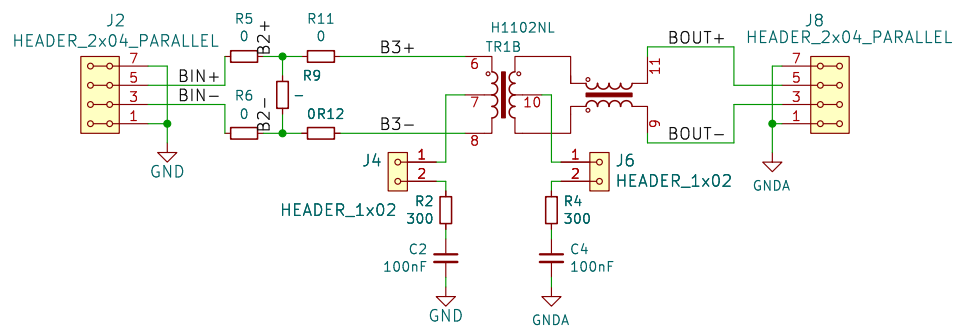 J2
HEADER_2x04_PARALLEL
7
5
3
1
GND
BIN+
BIN-
R5
0
B2+
R6
0
B2-
R11
0
R9
-
0R12
B3+
B3-
H1102NL
TR1B
6
7
8
10
11
9
BOUT+
BOUT-
J8
HEADER_2x04_PARALLEL
7
5
3
1
GNDA
J4
1
2
HEADER_1x02
R2
300
C2
100nF
GND
J6
1
2
HEADER_1x02
R4
300
C4
100nF
GNDA